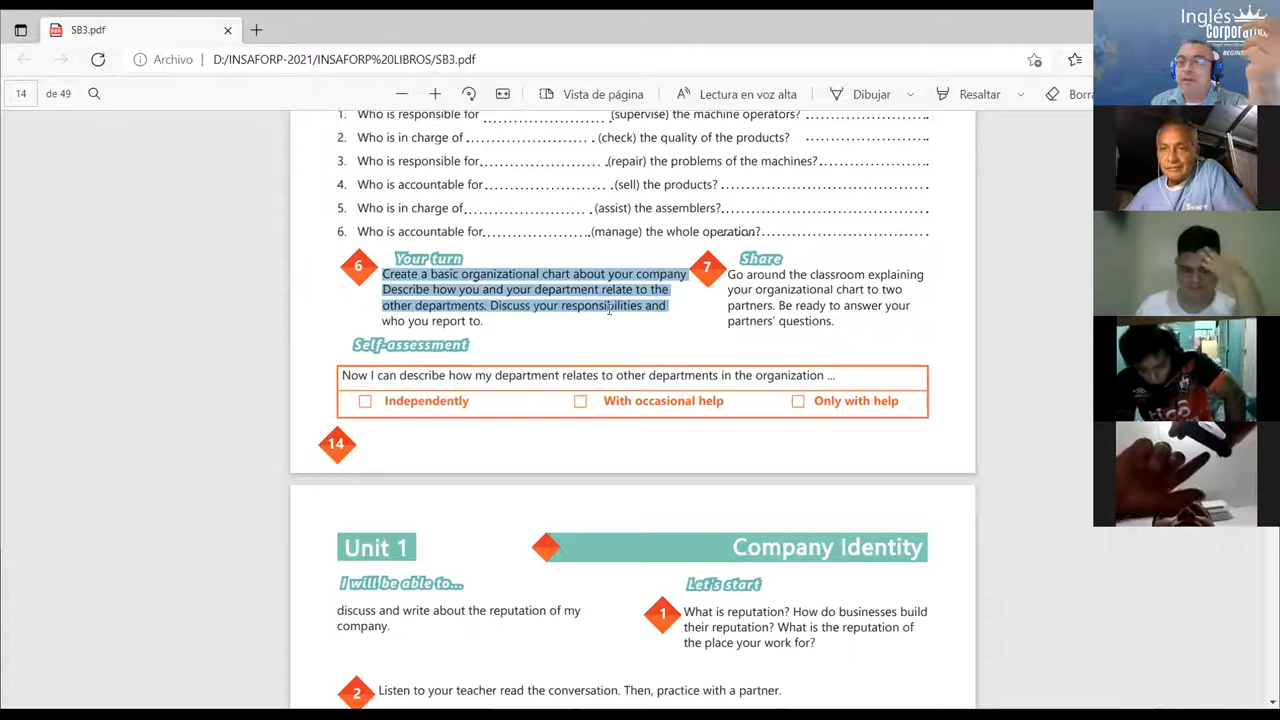 SB3.pdf
Archivo
D:/INSAFORP-2021/INSAFORP%20LIBROS/SB3.pdf
14
de 49
Vista de página
Lectura en voz alta
Dibujar
Resaltar
Borra
Inglés
Corporativo
1. Who is responsible for (supervise) the machine operators?
2. Who is in charge of (check) the quality of the products?
3. Who is responsible for (repair) the problems of the machines?
4. Who is accountable for (sell) the products?
5. Who is in charge of (assist) the assemblers?
6. Who is accountable for (manage) the whole operation?
6
Your turn
Create a basic organizational chart about your company
Describe how you and your department relate to the
other departments. Discuss your responsibilities and
who you report to.
7
Share
Go around the classroom explaining
your organizational chart to two
partners. Be ready to answer your
partners' questions.
Self-assessment
Now I can describe how my department relates to other departments in the organization ...
Independently
With occasional help
Only with help
14
Unit 1
Company Identity
I will be able to...
discuss and write about the reputation of my
company.
Let's start
1
What is reputation? How do businesses build
their reputation? What is the reputation of
the place your work for?
2
Listen to your teacher read the conversation. Then, practice with a partner.